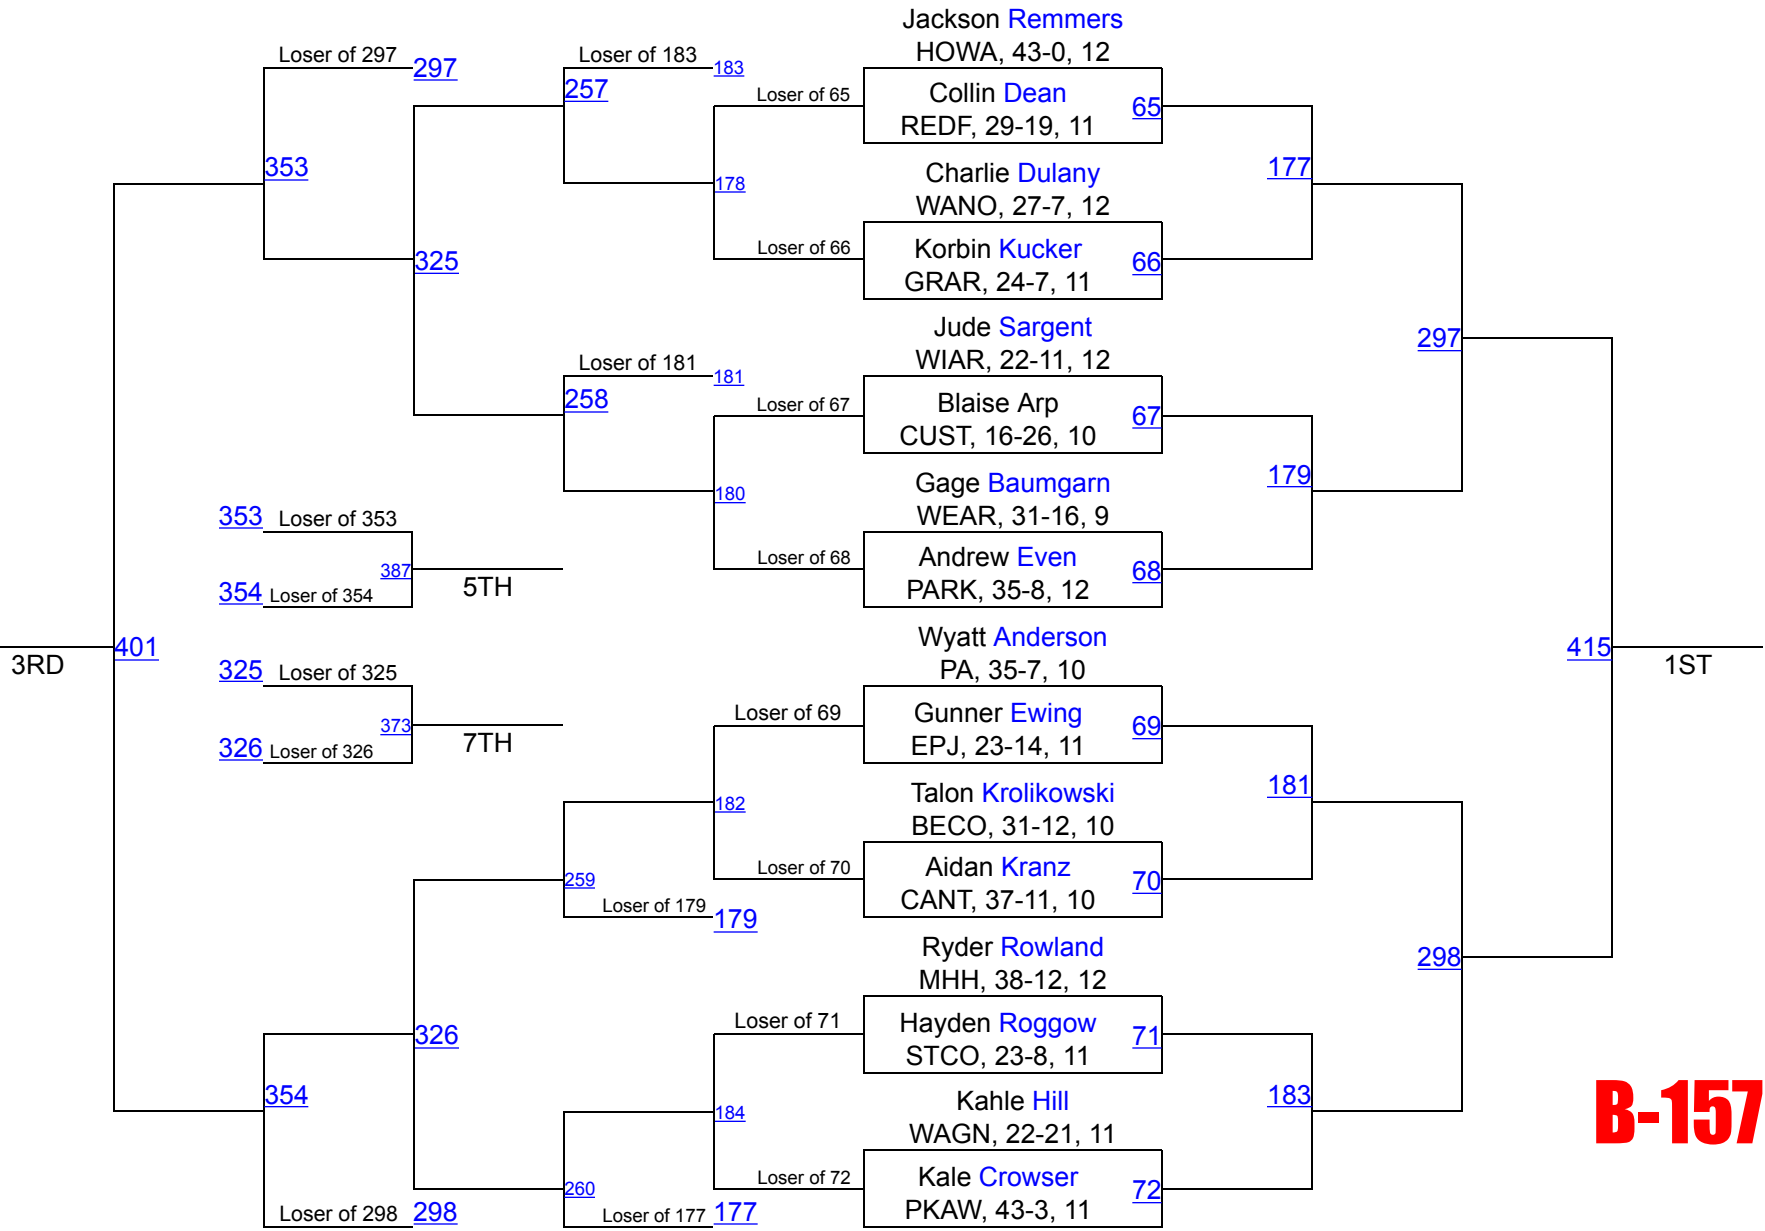 Jackson Remmers
HOWA, 43-0, 12
Loser of 297
297
Loser of 183
183
257
Loser of 65
Collin Dean
REDF, 29-19, 11
65
353
178
Charlie Dulany
WANO, 27-7, 12
177
Loser of 66
Korbin Kucker
GRAR, 24-7, 11
66
325
Jude Sargent
WIAR, 22-11, 12
297
Loser of 181
181
258
Loser of 67
Blaise Arp
CUST, 16-26, 10
67
180
Gage Baumgarn
WEAR, 31-16, 9
179
353
Loser of 353
Loser of 68
Andrew Even
PARK, 35-8, 12
68
387
5TH
354
Loser of 354
Wyatt Anderson
PA, 35-7, 10
401
3RD
415
1ST
325
Loser of 325
Loser of 69
Gunner Ewing
EPJ, 23-14, 11
69
373
7TH
326
Loser of 326
182
Talon Krolikowski
BECO, 31-12, 10
181
259
Loser of 70
Aidan Kranz
CANT, 37-11, 10
70
Loser of 179
179
Ryder Rowland
MHH, 38-12, 12
298
326
Loser of 71
Hayden Roggow
STCO, 23-8, 11
71
354
184
Kahle Hill
WAGN, 22-21, 11
183
B-157
260
Loser of 72
Kale Crowser
PKAW, 43-3, 11
72
Loser of 298
298
Loser of 177
177